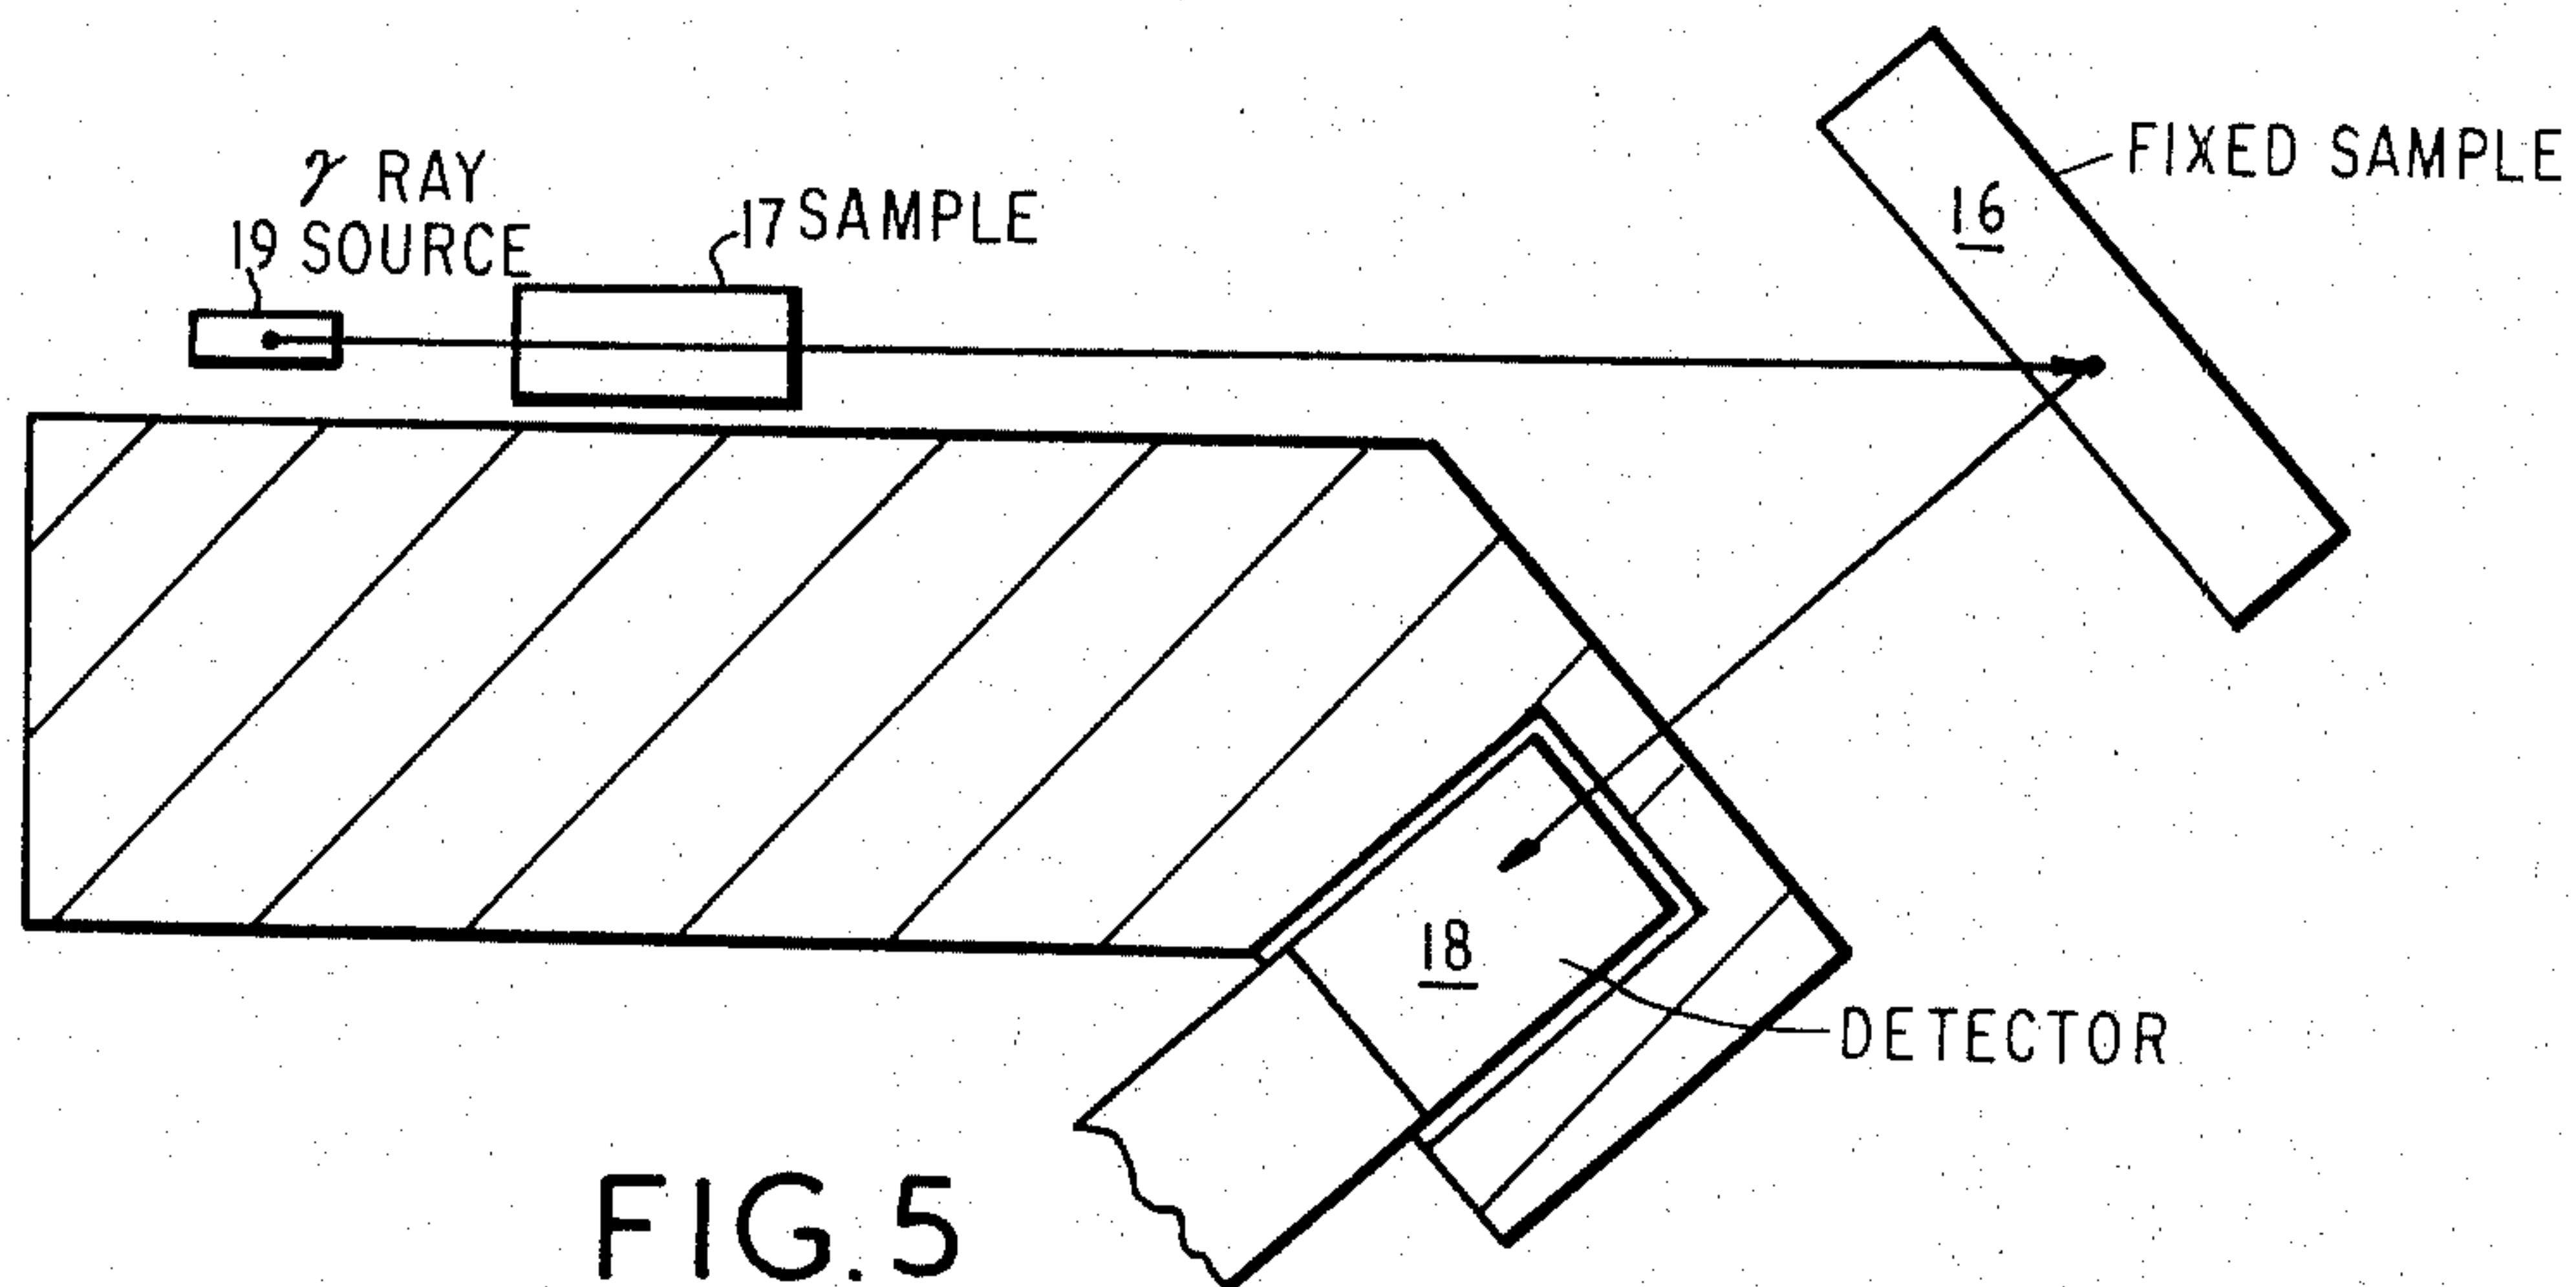 γ RAY
19 SOURCE
17 SAMPLE
FIXED SAMPLE
16
18
DETECTOR
FIG.5